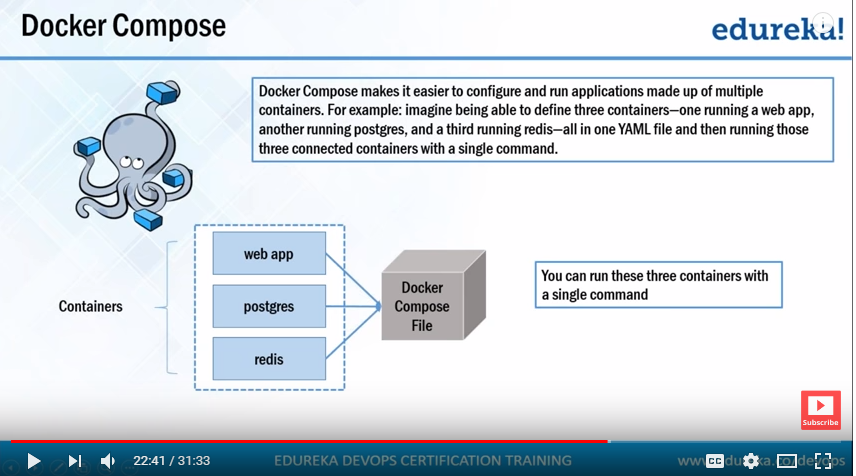 Docker Compose
edureka!
Docker Compose makes it easier to configure and run applications made up of multiple
containers. For example: imagine being able to define three containers—one running a web app,
another running postgres, and a third running redis—all in one YAML file and then running those
three connected containers with a single command.
web app
postgres
redis
Containers
Docker
Compose
File
You can run these three containers with
a single command
Subscribe
22:41 / 31:33
EDUREKA DEVOPS CERTIFICATION TRAINING
CC
www.edureka.co/devops